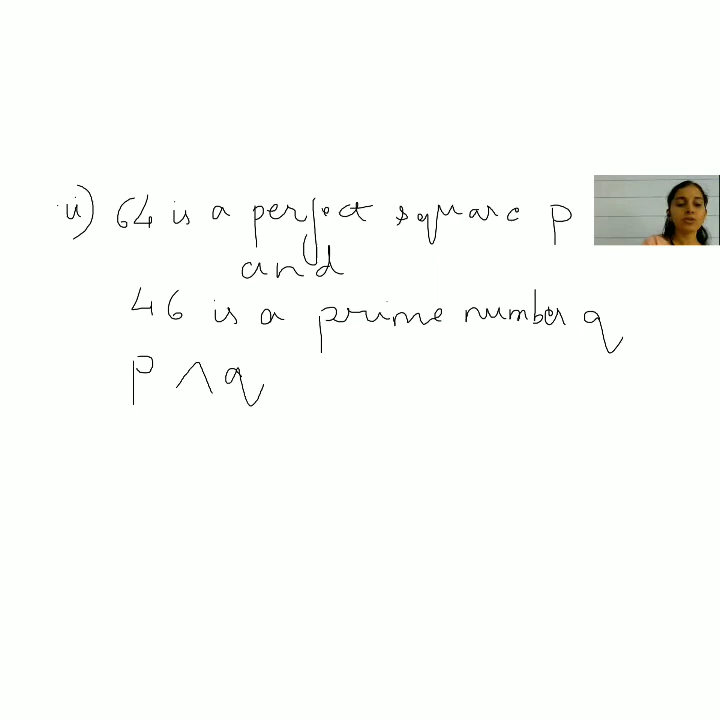 ii) 64 is a perfect square p
and
46 is a prime number q
p ∧ q